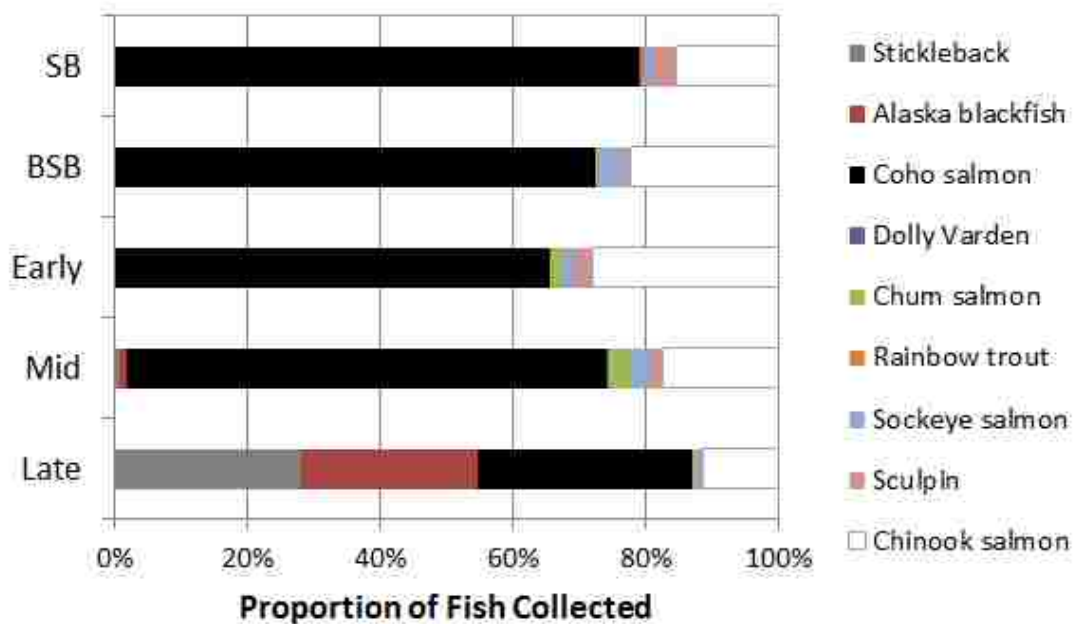 SB
BSB
Early
Mid
Late
0% 20% 40% 60% 80% 100%
Proportion of Fish Collected
Stickleback
Alaska blackfish
Coho salmon
Dolly Varden
Chum salmon
Rainbow trout
Sockeye salmon
Sculpin
Chinook salmon